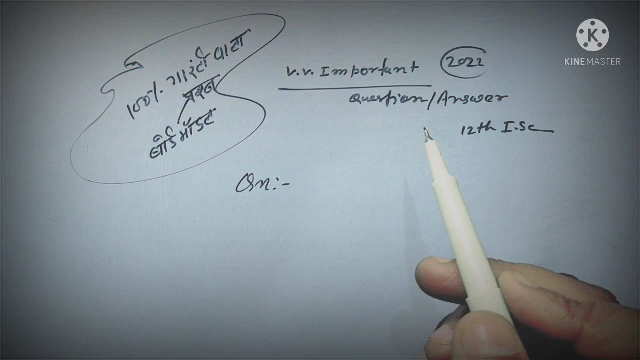 100% गारंटी वाला
प्रश्न
बोर्ड मॉडल
V.V. Important 2022
Question/Answer
12th I.Sc
Qn:-
KINEMASTER